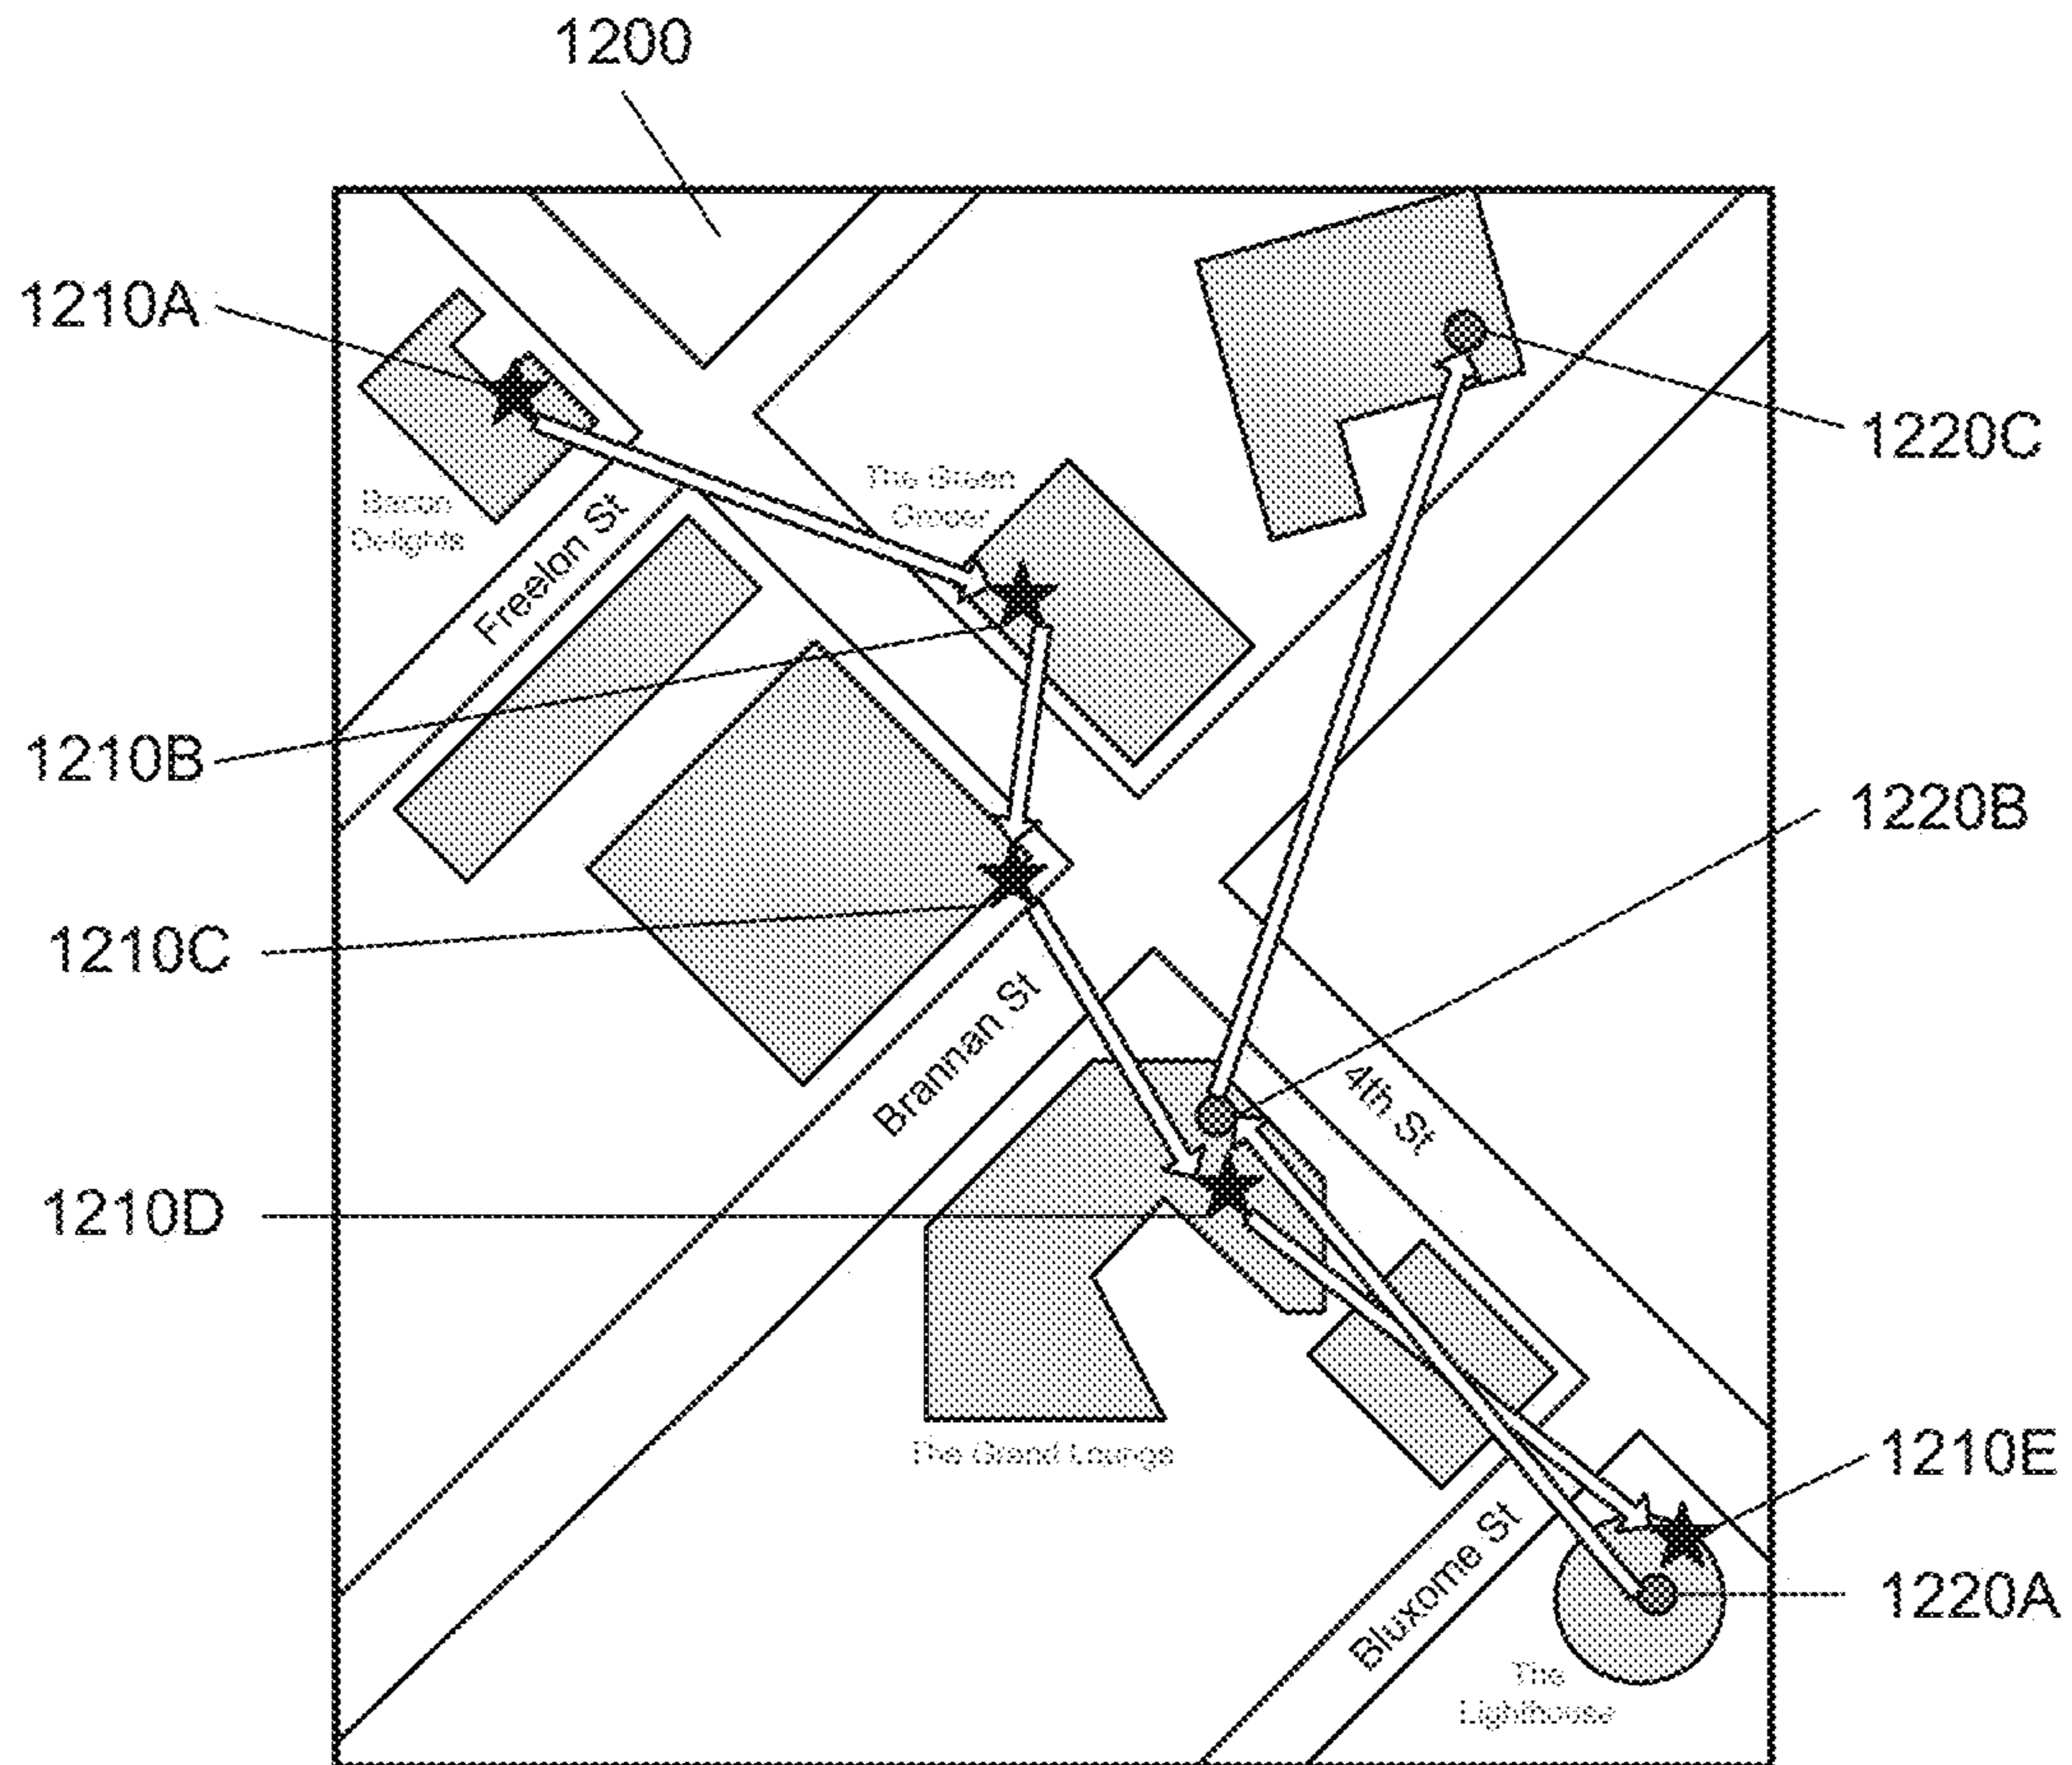 1200
1210A
1220C
The Green
Grocer
Bacon
Delights
Freelon St
1210B
1220B
1210C
Brannan St
4th St
1210D
The Grand Lounge
1210E
Bluxome St
1220A
The
Lighthouse